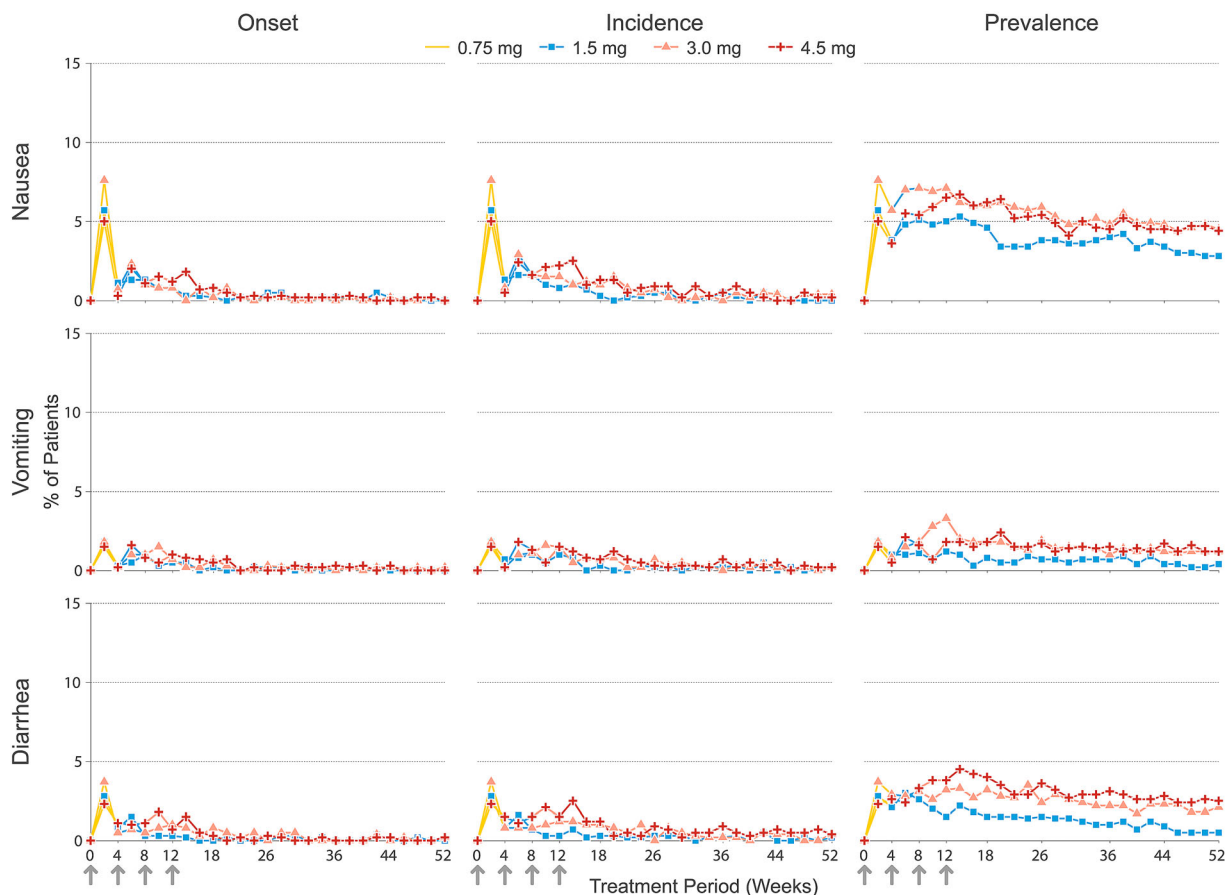 Onset Incidence Prevalence
0.75 mg 1.5 mg 3.0 mg 4.5 mg
Nausea
15
10
5
0
Vomiting
% of Patients
15
10
5
0
Diarrhea
15
10
5
0
0 4 8 12 18 26 36 44 52 0 4 8 12 18 26 36 44 52 0 4 8 12 18 26 36 44 52
Treatment Period (Weeks)